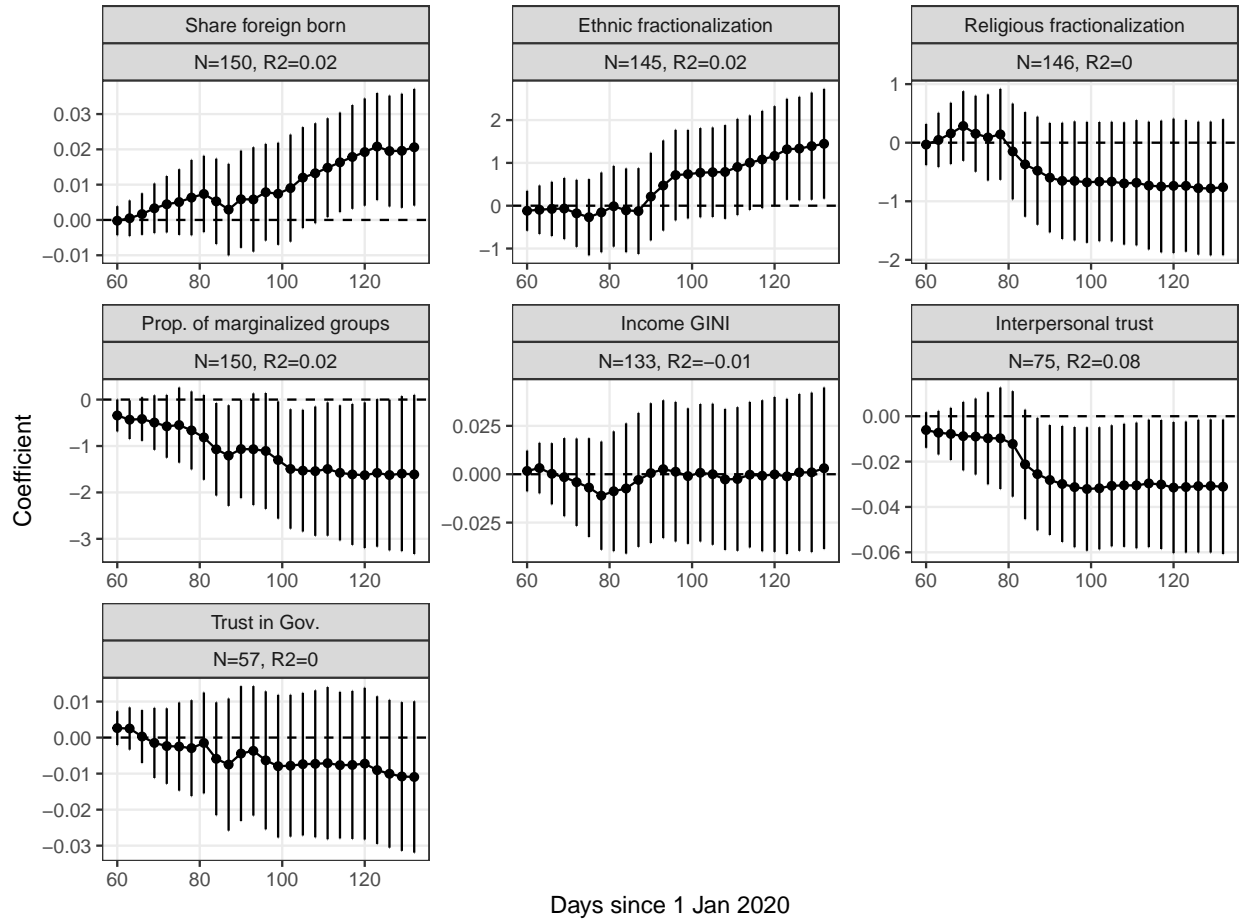 Share foreign born
N=150, R2=0.02
0.03
0.02
0.01
0.00
−0.01
60 80 100 120
Ethnic fractionalization
N=145, R2=0.02
2
1
0
−1
60 80 100 120
Religious fractionalization
N=146, R2=0
1
0
−1
−2
60 80 100 120
Prop. of marginalized groups
N=150, R2=0.02
0
−1
−2
−3
60 80 100 120
Income GINI
N=133, R2=−0.01
0.025
0.000
−0.025
60 80 100 120
Interpersonal trust
N=75, R2=0.08
0.00
−0.02
−0.04
−0.06
60 80 100 120
Trust in Gov.
N=57, R2=0
0.01
0.00
−0.01
−0.02
−0.03
60 80 100 120
Coefficient
Days since 1 Jan 2020